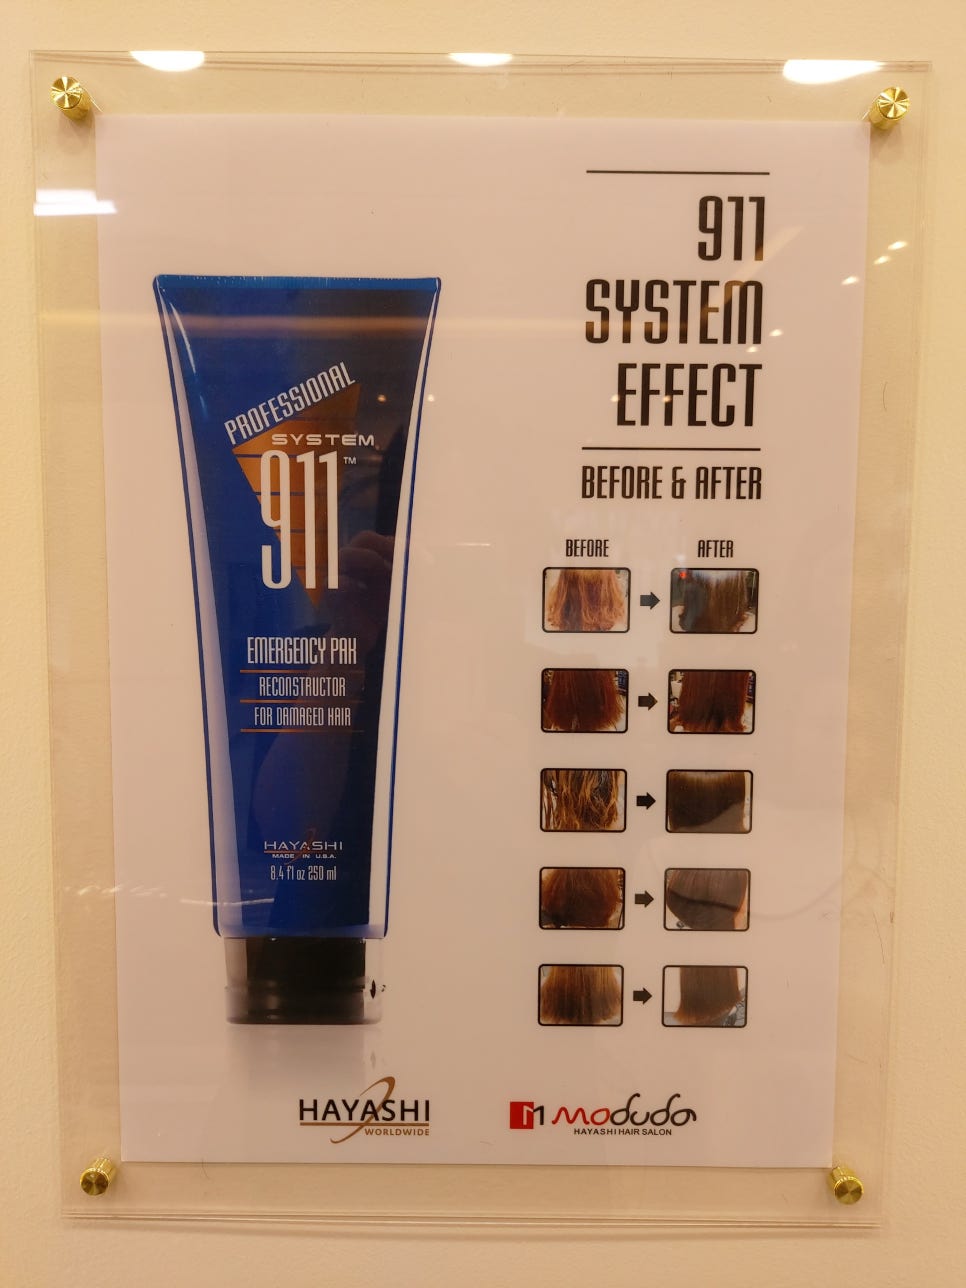 PROFESSIONAL
SYSTEM
911™
EMERGENCY PAK
RECONSTRUCTOR
FOR DAMAGED HAIR
HAYASHI
MADE IN U.S.A.
8.4 fl oz 250 ml
911
SYSTEM
EFFECT
BEFORE & AFTER
BEFORE AFTER
HAYASHI
WORLDWIDE
moduda
HAYASHI HAIR SALON